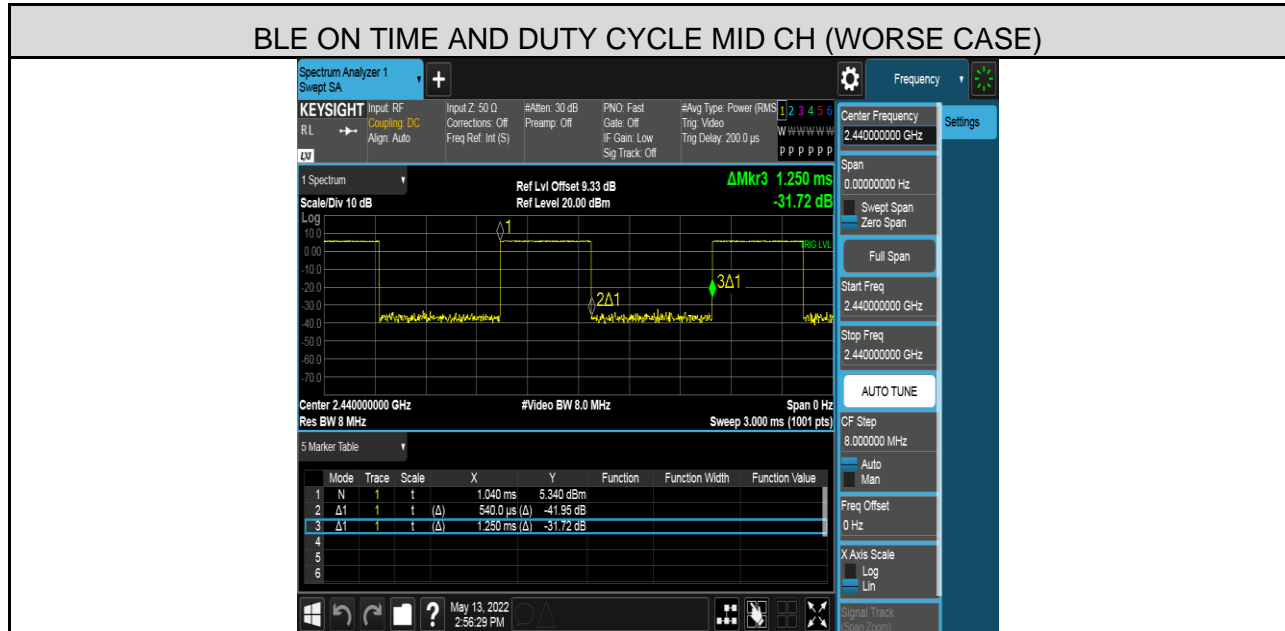 BLE ON TIME AND DUTY CYCLE MID CH (WORSE CASE)
Spectrum Analyzer 1
Swept SA
Frequency
KEYSIGHT
RL
LXI
Input: RF
Coupling: DC
Align: Auto
Input Z: 50 Ω
Corrections: Off
Freq Ref: Int (S)
#Atten: 30 dB
Preamp: Off
PNO: Fast
Gate: Off
IF Gain: Low
Sig Track: Off
#Avg Type: Power (RMS
Trig: Video
Trig Delay: 200.0 µs
1 2 3 4 5 6
W W W W W W
P P P P P P
1 Spectrum
Scale/Div 10 dB
Ref Lvl Offset 9.33 dB
Ref Level 20.00 dBm
ΔMkr3 1.250 ms
-31.72 dB
Log
10.0
0.00
-10.0
-20.0
-30.0
-40.0
-50.0
-60.0
-70.0
1
2Δ1
3Δ1
TRIG LVL
Center 2.440000000 GHz
#Video BW 8.0 MHz
Span 0 Hz
Res BW 8 MHz
Sweep 3.000 ms (1001 pts)
5 Marker Table
Mode Trace Scale X Y Function Function Width Function Value
1 N 1 t 1.040 ms 5.340 dBm
2 Δ1 1 t (Δ) 540.0 µs (Δ) -41.95 dB
3 Δ1 1 t (Δ) 1.250 ms (Δ) -31.72 dB
4
5
6
May 13, 2022
2:56:29 PM
Center Frequency
2.440000000 GHz
Settings
Span
0.00000000 Hz
Swept Span
Zero Span
Full Span
Start Freq
2.440000000 GHz
Stop Freq
2.440000000 GHz
AUTO TUNE
CF Step
8.000000 MHz
Auto
Man
Freq Offset
0 Hz
X Axis Scale
Log
Lin
Signal Track
(Span Zoom)